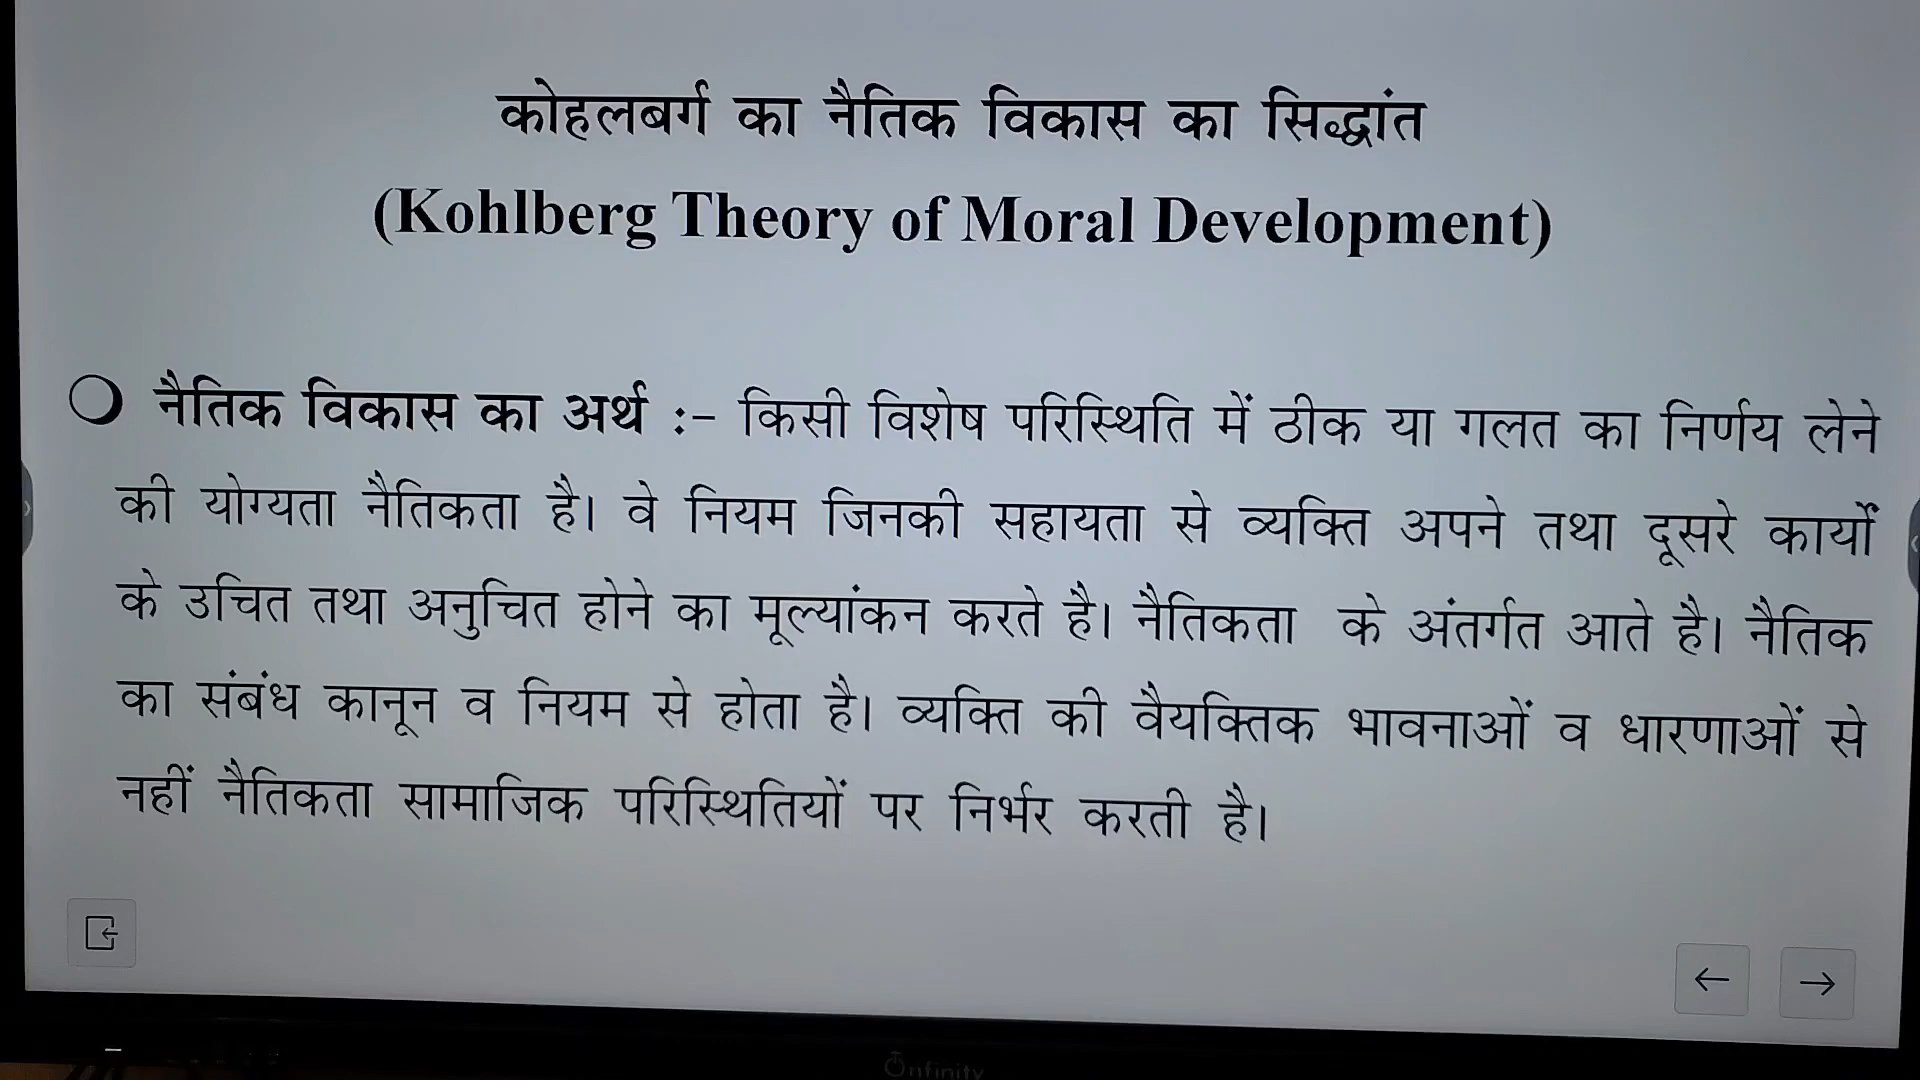 कोहलबर्ग का नैतिक विकास का सिद्धांत
(Kohlberg Theory of Moral Development)
नैतिक विकास का अर्थ :- किसी विशेष परिस्थिति में ठीक या गलत का निर्णय लेने
की योग्यता नैतिकता है। वे नियम जिनकी सहायता से व्यक्ति अपने तथा दूसरे कार्यों
के उचित तथा अनुचित होने का मूल्यांकन करते है। नैतिकता के अंतर्गत आते है। नैतिक
का संबंध कानून व नियम से होता है। व्यक्ति की वैयक्तिक भावनाओं व धारणाओं से
नहीं नैतिकता सामाजिक परिस्थितियों पर निर्भर करती है।
Onfinity